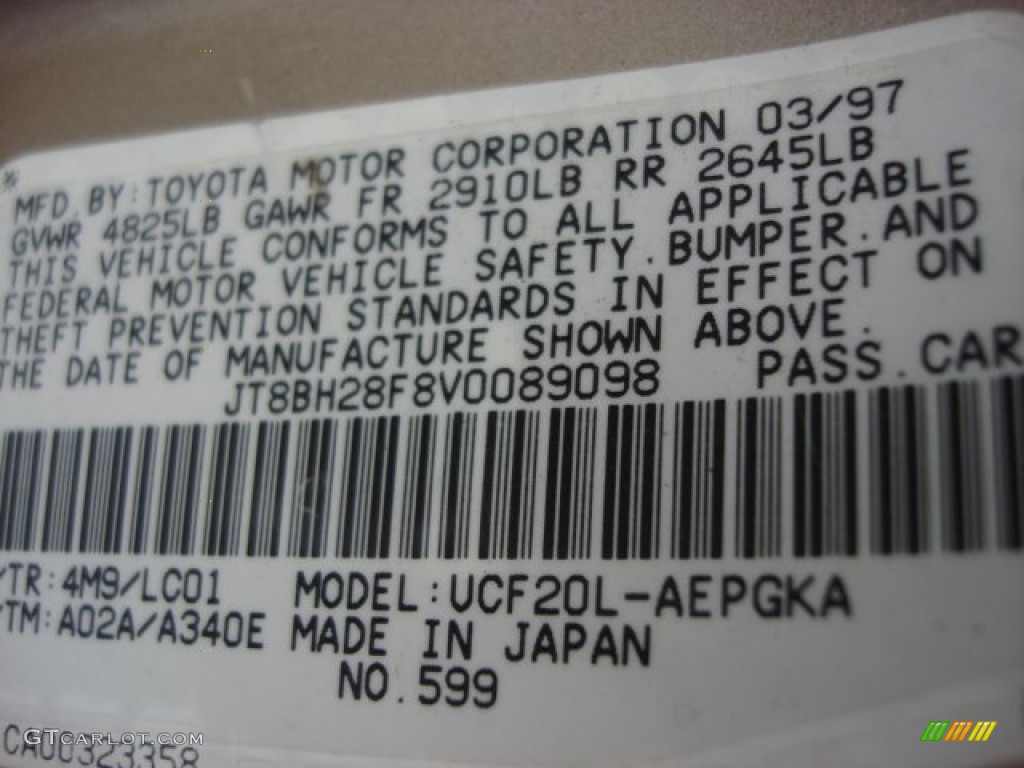 MFD. BY: TOYOTA MOTOR CORPORATION 03/97
GVWR 4825LB GAWR FR 2910LB RR 2645LB
THIS VEHICLE CONFORMS TO ALL APPLICABLE
FEDERAL MOTOR VEHICLE SAFETY. BUMPER. AND
THEFT PREVENTION STANDARDS IN EFFECT ON
THE DATE OF MANUFACTURE SHOWN ABOVE.
JT8BH28F8V0089098 PASS. CAR
/TR: 4M9/LC01 MODEL: UCF20L-AEPGKA
/TM: A02A/A340E MADE IN JAPAN
NO. 599
CA00323358
GTCARLOT.COM